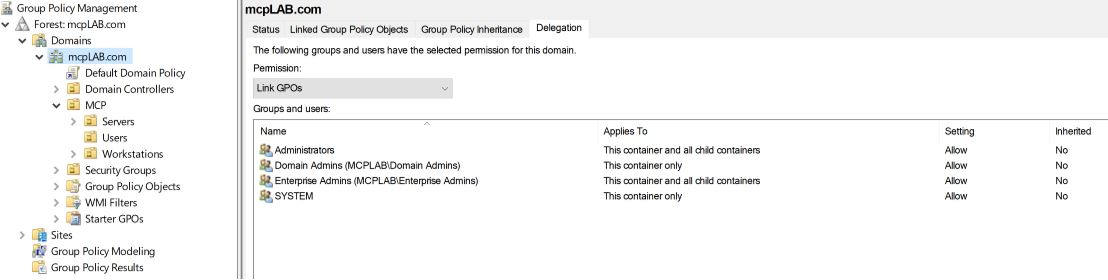 Group Policy Management
Forest: mcpLAB.com
Domains
mcpLAB.com
Default Domain Policy
Domain Controllers
MCP
Servers
Users
Workstations
Security Groups
Group Policy Objects
WMI Filters
Starter GPOs
Sites
Group Policy Modeling
Group Policy Results
mcpLAB.com
Status Linked Group Policy Objects Group Policy Inheritance Delegation
The following groups and users have the selected permission for this domain.
Permission:
Link GPOs
Groups and users:
Name Applies To Setting Inherited
Administrators This container and all child containers Allow No
Domain Admins (MCPLAB\Domain Admins) This container only Allow No
Enterprise Admins (MCPLAB\Enterprise Admins) This container and all child containers Allow No
SYSTEM This container only Allow No